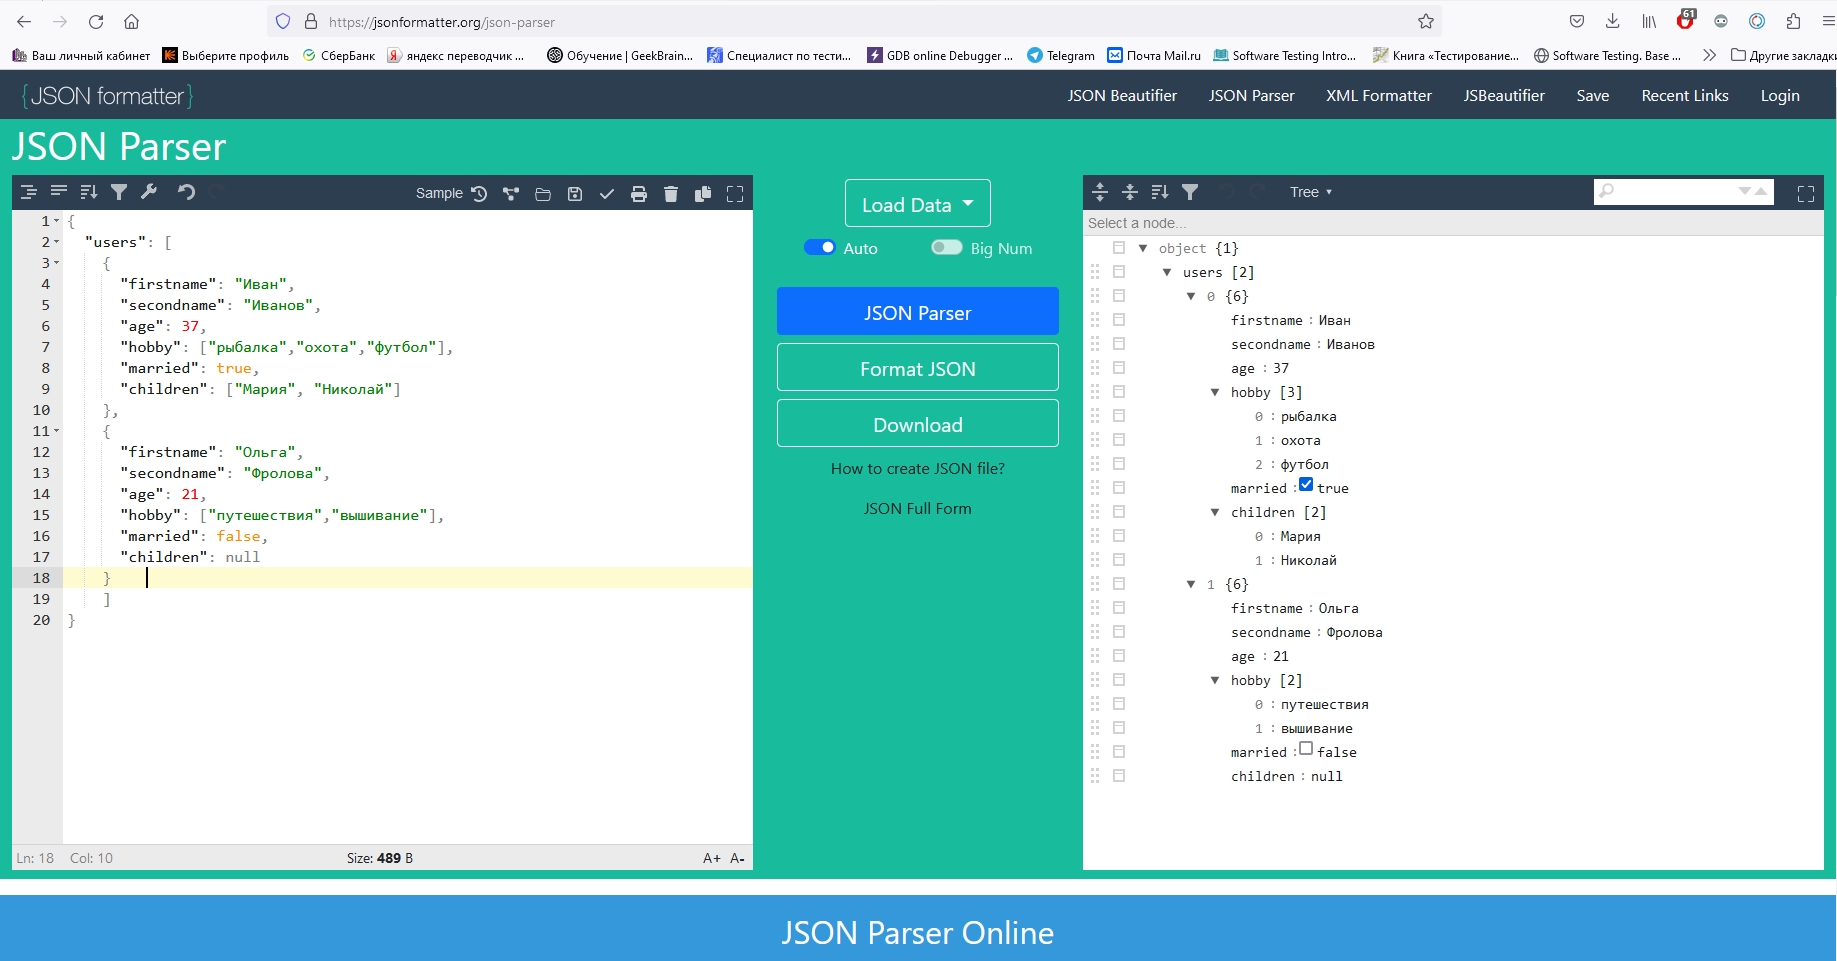 https://jsonformatter.org/json-parser
61
Ваш личный кабинет
Выберите профиль
СберБанк
яндекс переводчик ...
Обучение | GeekBrain...
Специалист по тести...
GDB online Debugger ...
Telegram
Почта Mail.ru
Software Testing Intro...
Книга «Тестирование...
Software Testing. Base ...
Другие закладки
{JSON formatter}
JSON Beautifier
JSON Parser
XML Formatter
JSBeautifier
Save
Recent Links
Login
JSON Parser
Sample
1 {
2 "users": [
3 {
4 "firstname": "Иван",
5 "secondname": "Иванов",
6 "age": 37,
7 "hobby": ["рыбалка","охота","футбол"],
8 "married": true,
9 "children": ["Мария", "Николай"]
10 },
11 {
12 "firstname": "Ольга",
13 "secondname": "Фролова",
14 "age": 21,
15 "hobby": ["путешествия","вышивание"],
16 "married": false,
17 "children": null
18 }
19 ]
20 }
Ln: 18 Col: 10
Size: 489 B
A+ A-
Load Data
Auto
Big Num
JSON Parser
Format JSON
Download
How to create JSON file?
JSON Full Form
Tree
Select a node...
object {1}
users [2]
0 {6}
firstname : Иван
secondname : Иванов
age : 37
hobby [3]
0 : рыбалка
1 : охота
2 : футбол
married : true
children [2]
0 : Мария
1 : Николай
1 {6}
firstname : Ольга
secondname : Фролова
age : 21
hobby [2]
0 : путешествия
1 : вышивание
married : false
children : null
JSON Parser Online